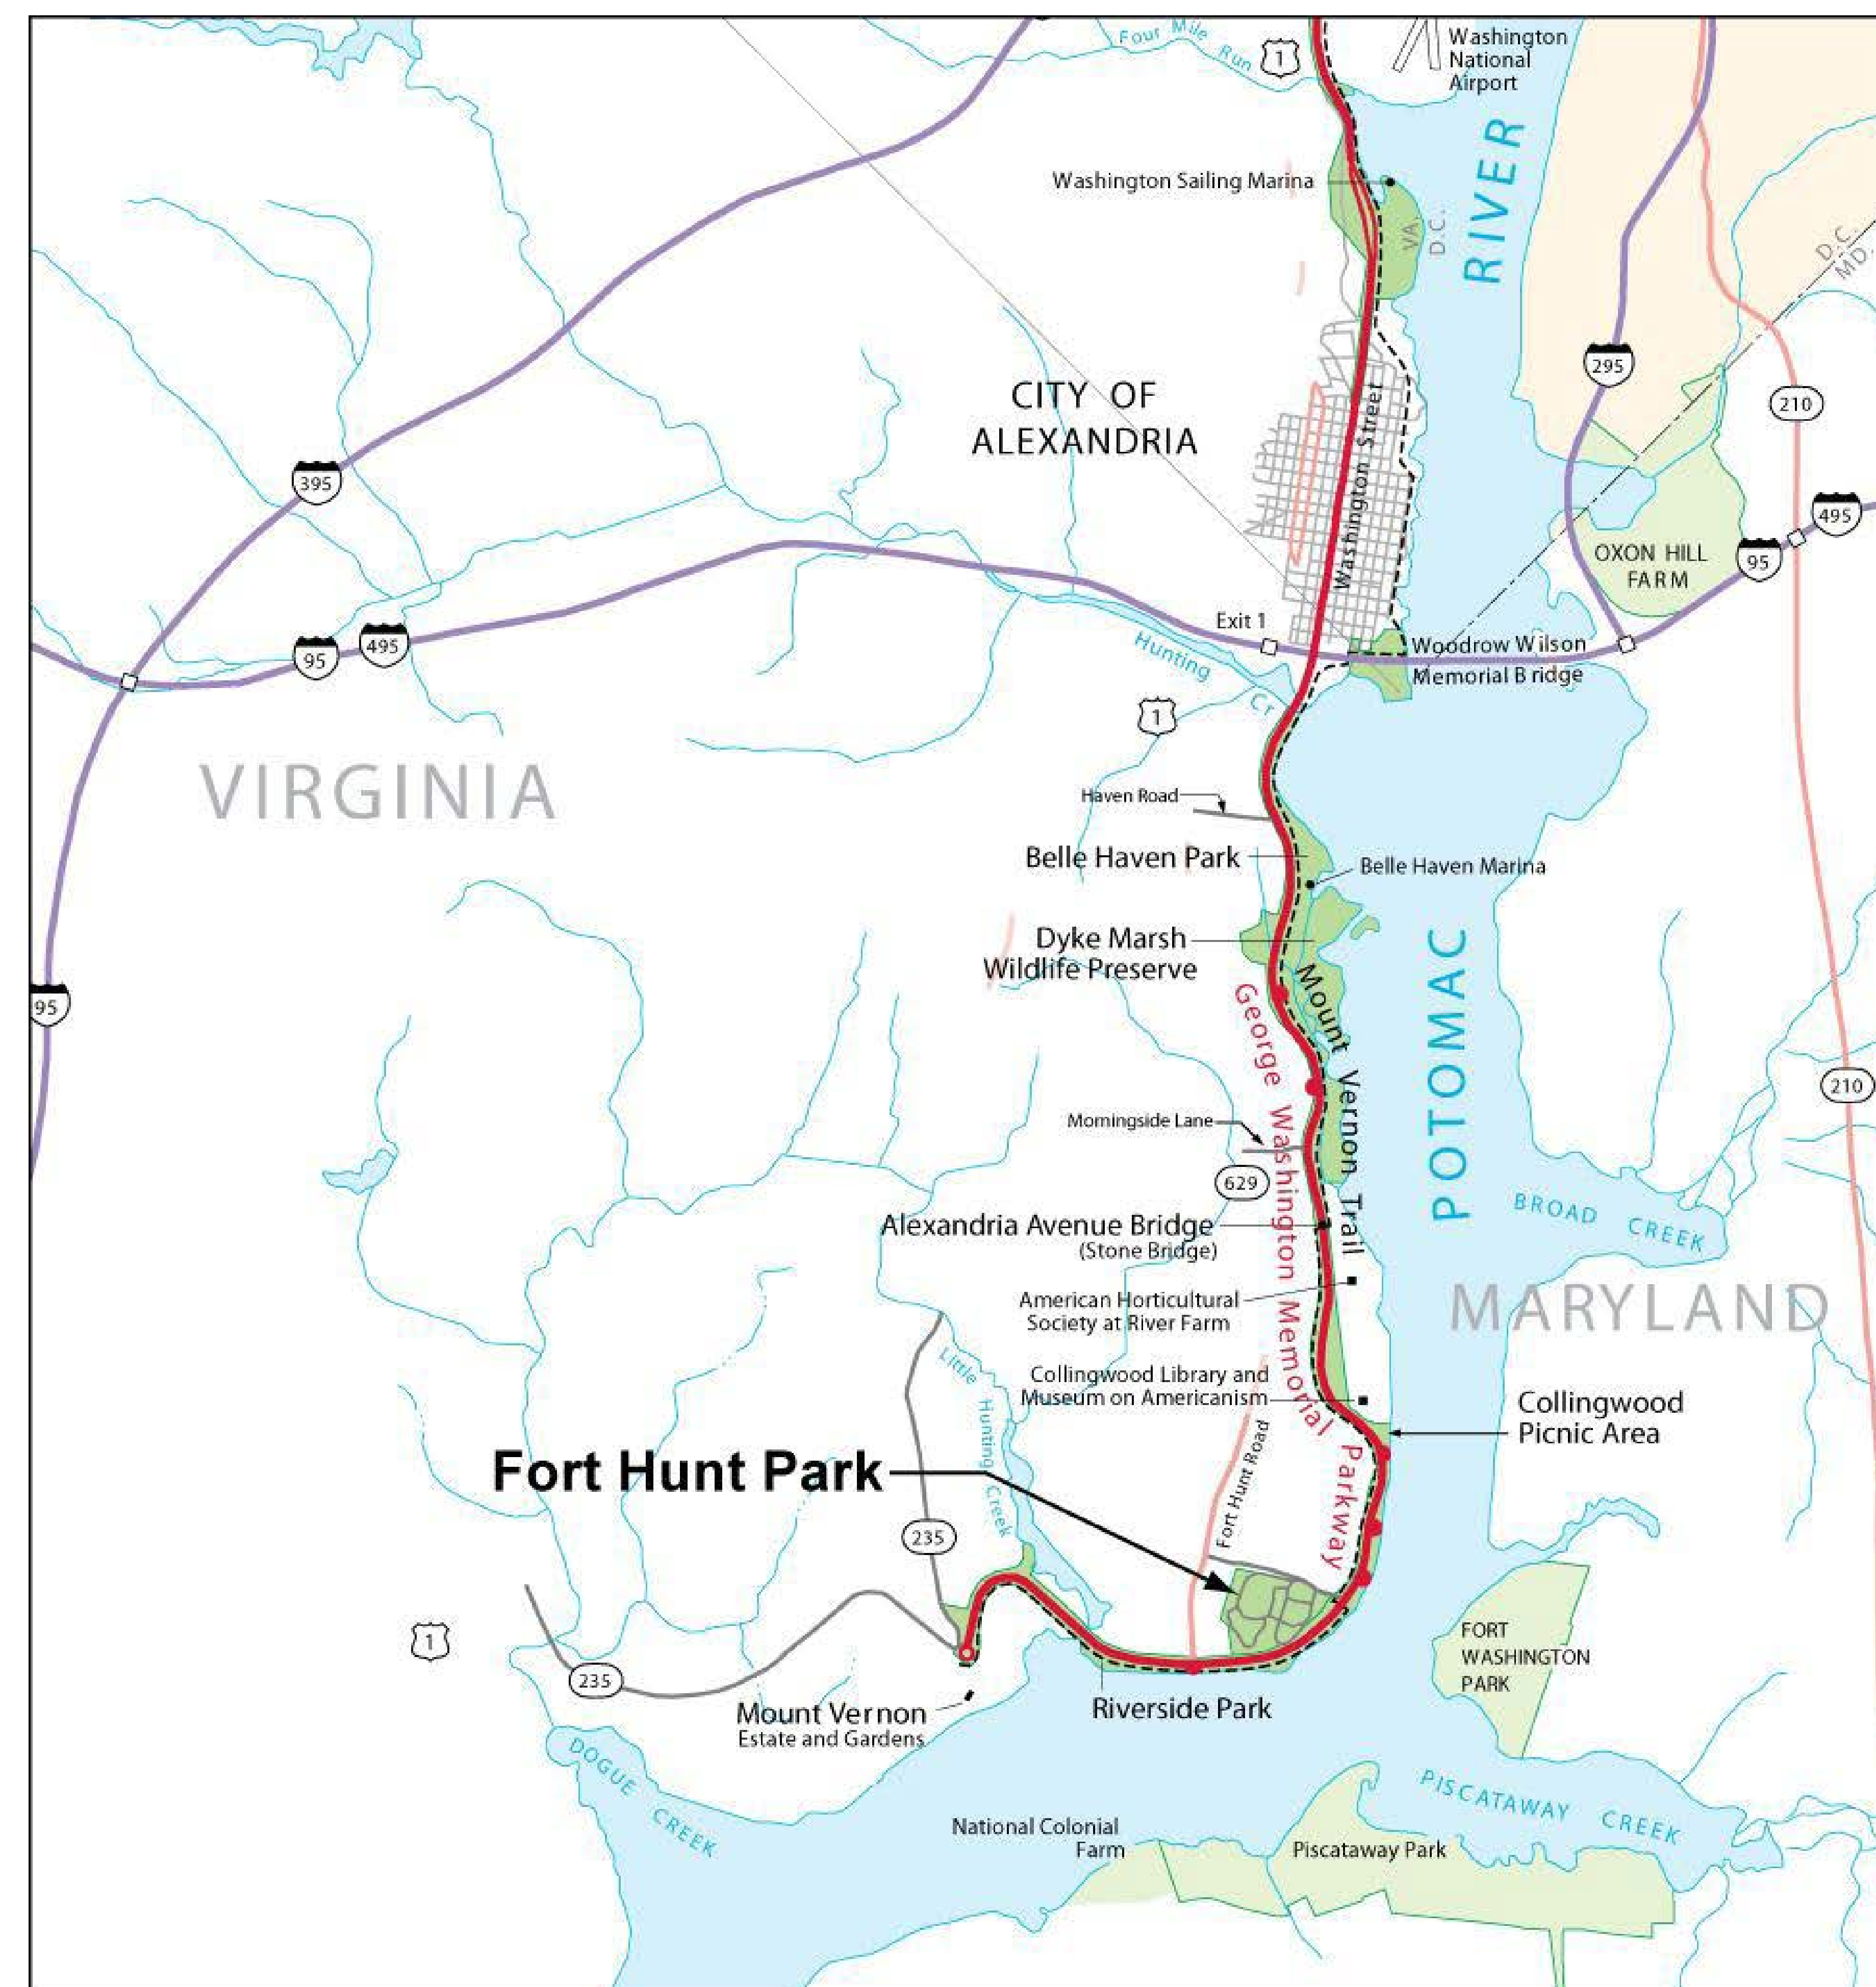 Four Mile Run
1
Washington
National
Airport
RIVER
Washington Sailing Marina
VA.
D.C.
D.C.
MD.
295
210
CITY OF
ALEXANDRIA
Washington Street
395
495
95
OXON HILL
FARM
Exit 1
95
495
Woodrow Wilson
Memorial Bridge
Hunting Cr
1
VIRGINIA
Haven Road
Belle Haven Park
Belle Haven Marina
Dyke Marsh
Wildlife Preserve
POTOMAC
95
Mount Vernon Trail
George Washington Memorial Parkway
210
Morningside Lane
629
BROAD CREEK
Alexandria Avenue Bridge
(Stone Bridge)
American Horticultural
Society at River Farm
MARYLAND
Little Hunting Creek
Collingwood Library and
Museum on Americanism
Collingwood
Picnic Area
Fort Hunt Road
Fort Hunt Park
235
1
235
FORT
WASHINGTON
PARK
Mount Vernon
Estate and Gardens
Riverside Park
DOGUE CREEK
PISCATAWAY CREEK
National Colonial
Farm
Piscataway Park